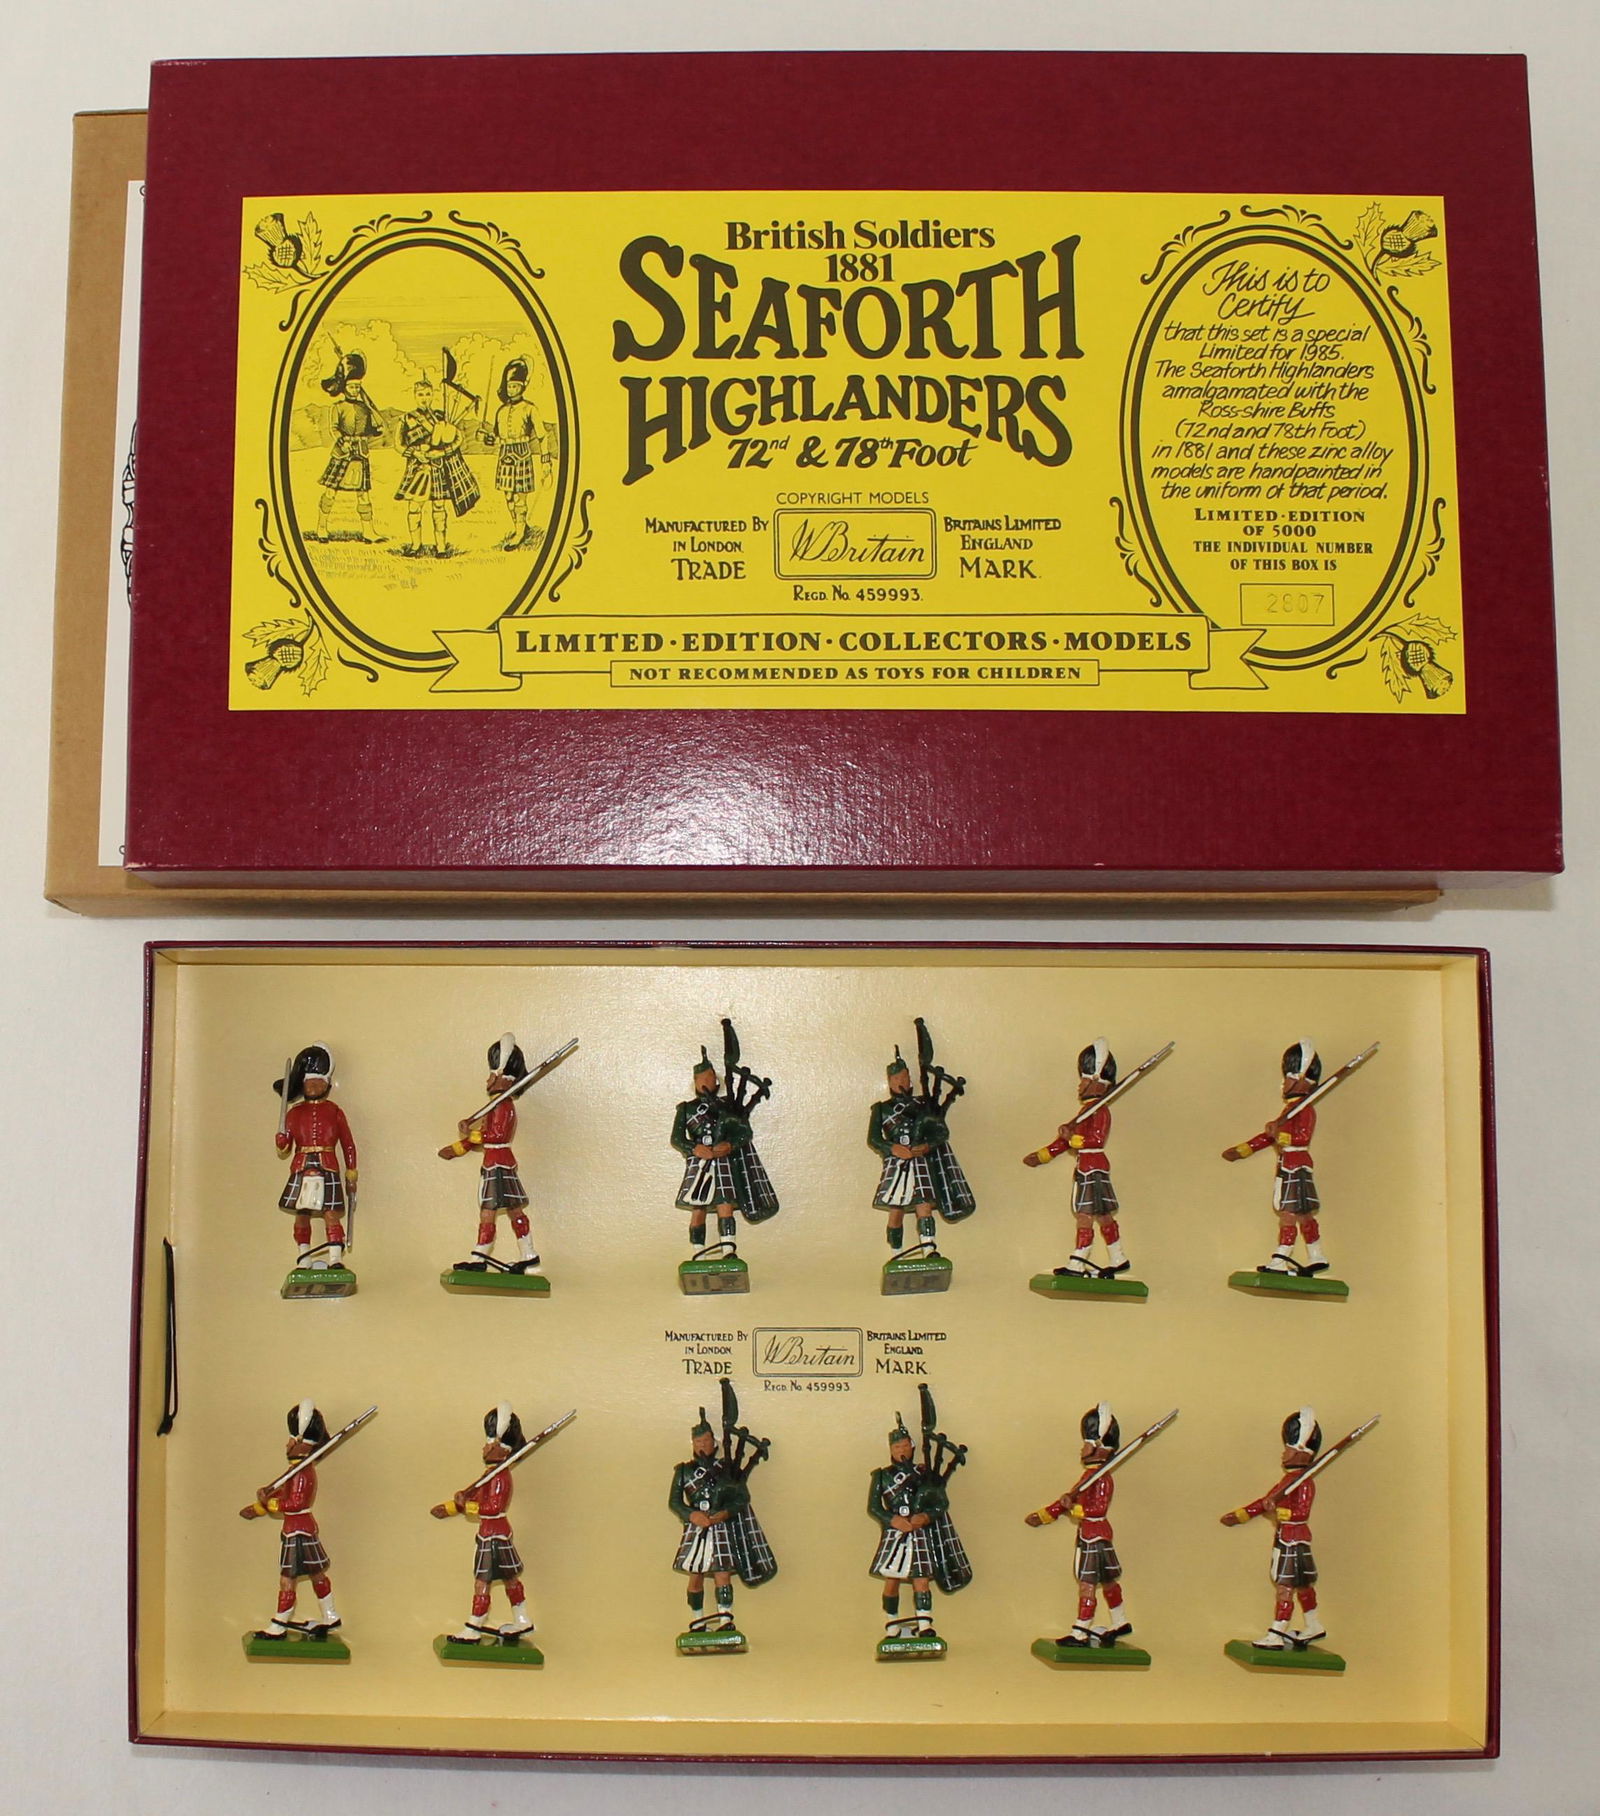 British Soldiers
1881
SEAFORTH
HIGHLANDERS
72nd & 78th Foot
COPYRIGHT MODELS
MANUFACTURED BY
IN LONDON
TRADE
WBritain
BRITAINS LIMITED
ENGLAND
MARK.
REGD. No. 459993.
LIMITED·EDITION·COLLECTORS·MODELS
NOT RECOMMENDED AS TOYS FOR CHILDREN
This is to
Certify
that this set is a special
Limited for 1985.
The Seaforth Highlanders
amalgamated with the
Ross-shire Buffs
(72nd and 78th Foot)
in 1881 and these zinc alloy
models are handpainted in
the uniform of that period.
LIMITED·EDITION
OF 5000
THE INDIVIDUAL NUMBER
OF THIS BOX IS
2807
MANUFACTURED BY
IN LONDON
TRADE
WBritain
BRITAINS LIMITED
ENGLAND
MARK.
REGD. No. 459993.